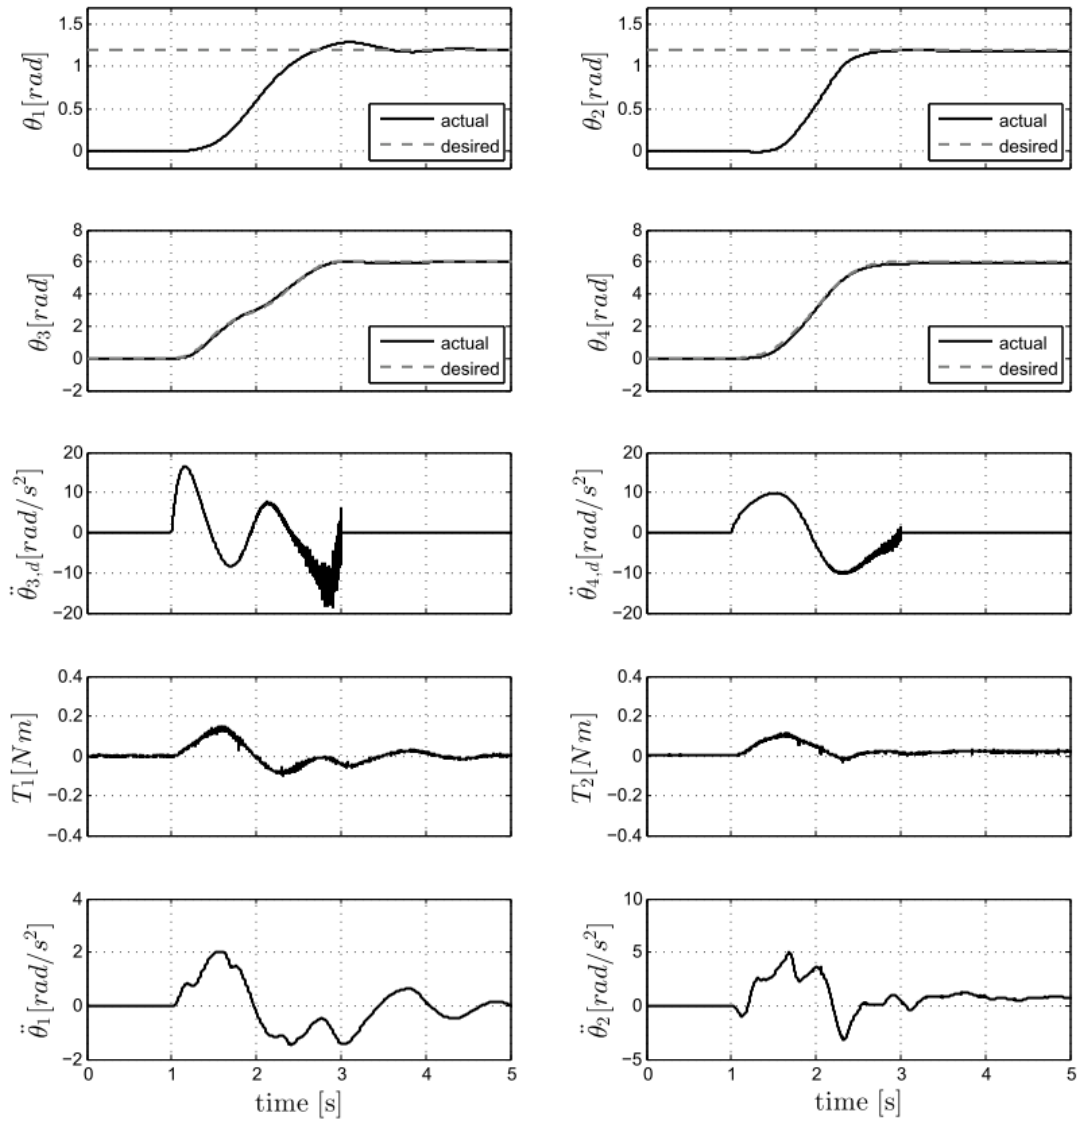 1.5
1
0.5
0
θ₁[rad]
actual
desired
1.5
1
0.5
0
θ₂[rad]
actual
desired
8
6
4
2
0
−2
θ₃[rad]
actual
desired
8
6
4
2
0
−2
θ₄[rad]
actual
desired
20
10
0
−10
−20
θ̈₃,d[rad/s²]
20
10
0
−10
−20
θ̈₄,d[rad/s²]
0.4
0.2
0
−0.2
−0.4
T₁[Nm]
0.4
0.2
0
−0.2
−0.4
T₂[Nm]
4
2
0
−2
θ̈₁[rad/s²]
0 1 2 3 4 5
time [s]
10
5
0
−5
θ̈₂[rad/s²]
0 1 2 3 4 5
time [s]